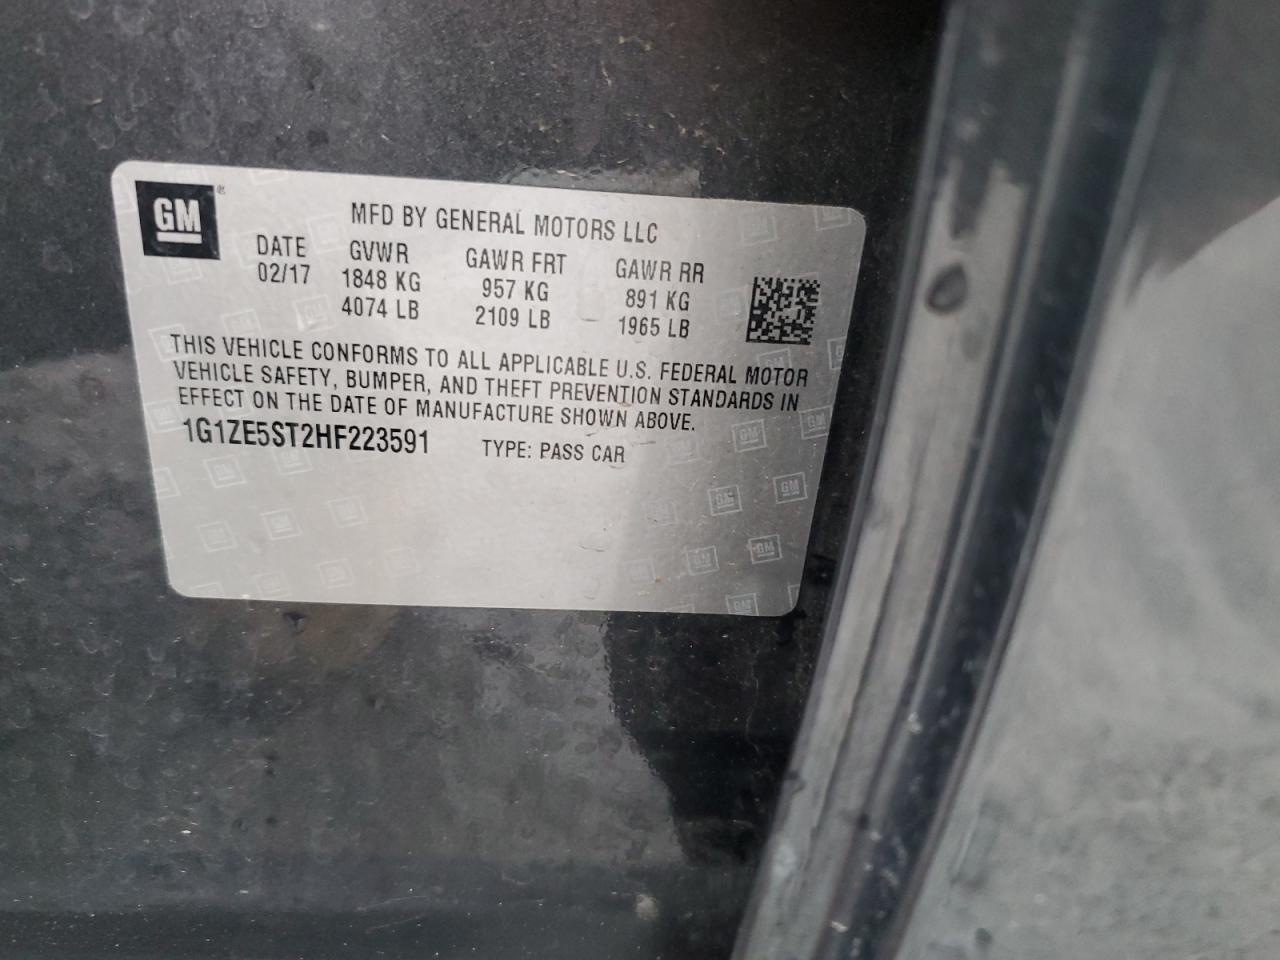 GM
MFD BY GENERAL MOTORS LLC
DATE GVWR GAWR FRT GAWR RR
02/17 1848 KG 957 KG 891 KG
4074 LB 2109 LB 1965 LB
THIS VEHICLE CONFORMS TO ALL APPLICABLE U.S. FEDERAL MOTOR
VEHICLE SAFETY, BUMPER, AND THEFT PREVENTION STANDARDS IN
EFFECT ON THE DATE OF MANUFACTURE SHOWN ABOVE.
1G1ZE5ST2HF223591 TYPE: PASS CAR